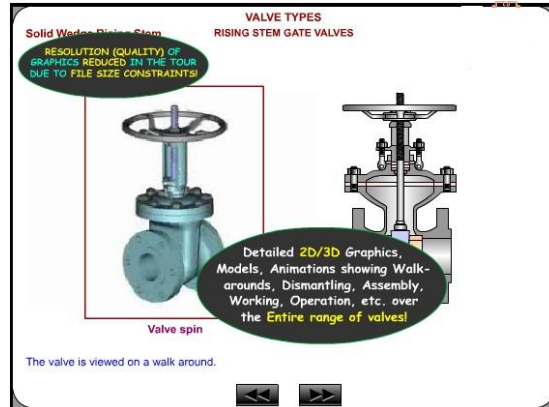 VALVE TYPES
Solid Wedge Rising Stem
RISING STEM GATE VALVES
RESOLUTION (QUALITY) OF
GRAPHICS REDUCED IN THE TOUR
DUE TO FILE SIZE CONSTRAINTS!
Detailed 2D/3D Graphics,
Models, Animations showing Walk-
arounds, Dismantling, Assembly,
Working, Operation, etc. over
the Entire range of valves!
Valve spin
The valve is viewed on a walk around.